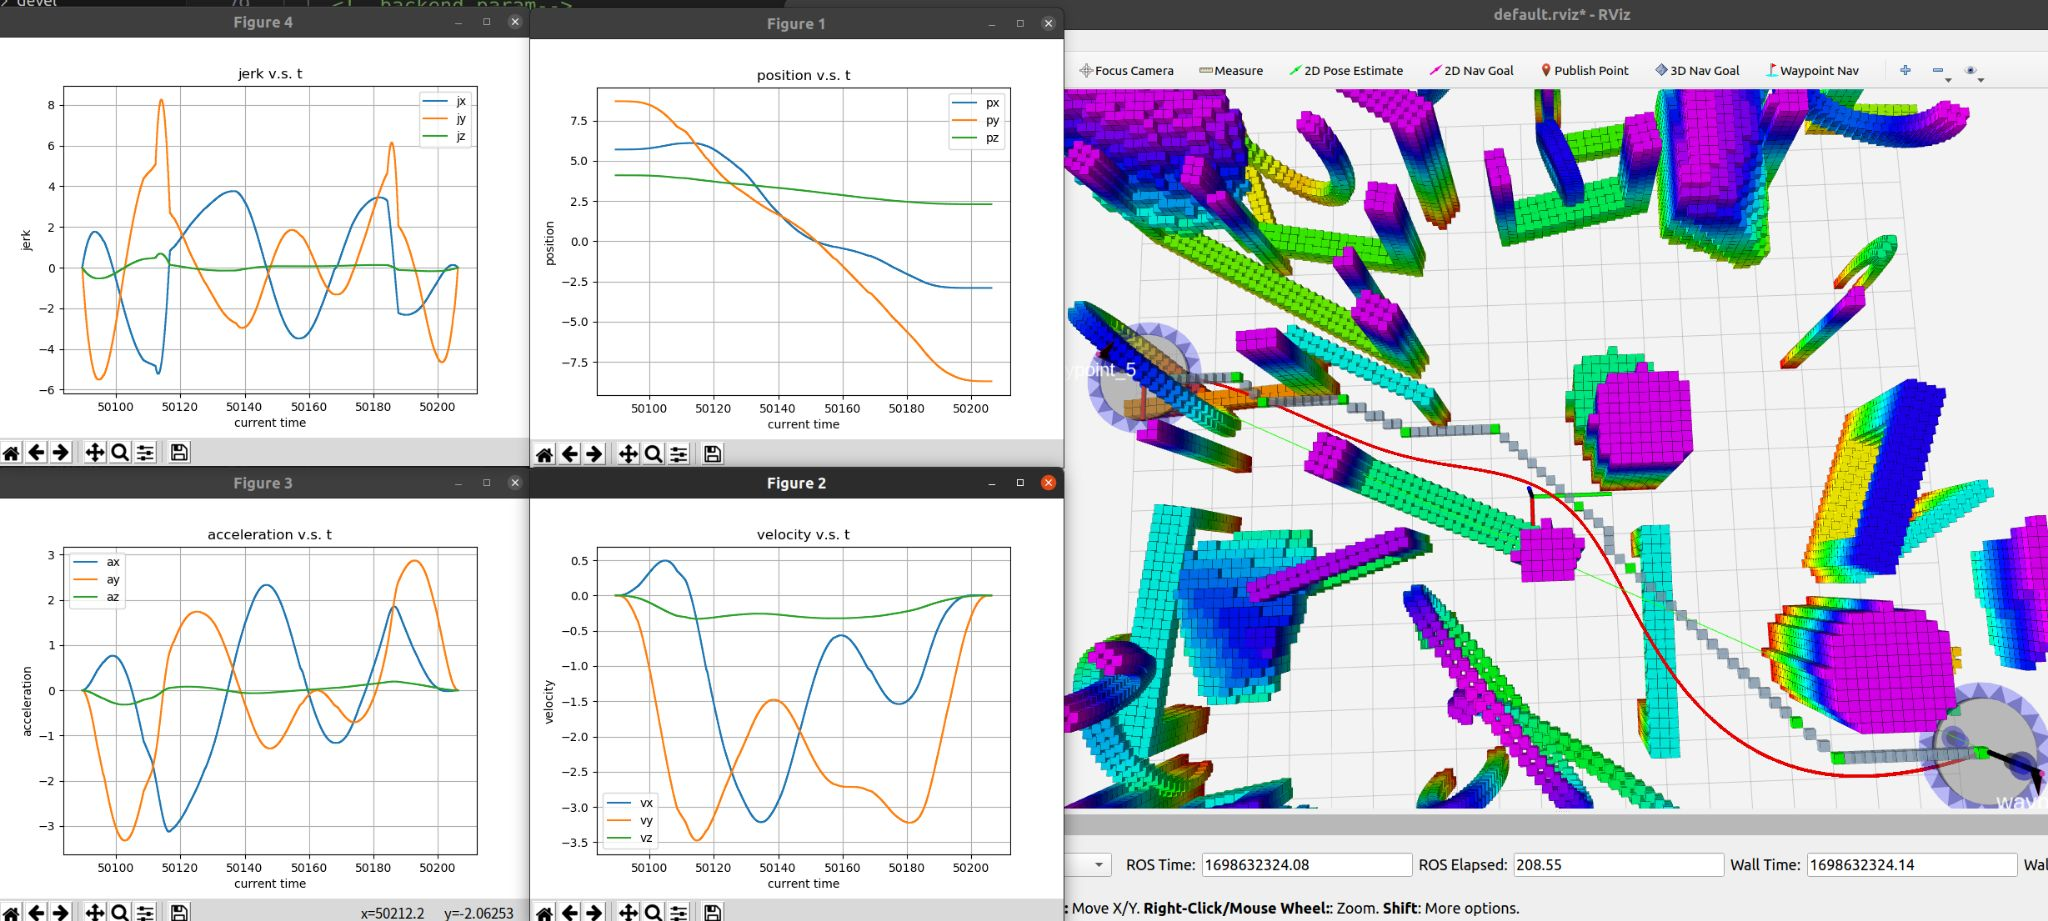 devel
79
<!-- backend param-->
Figure 4
jerk v.s. t
jx
jy
jz
8
6
4
2
0
−2
−4
−6
jerk
50100 50120 50140 50160 50180 50200
current time
Figure 1
position v.s. t
px
py
pz
7.5
5.0
2.5
0.0
−2.5
−5.0
−7.5
position
50100 50120 50140 50160 50180 50200
current time
Figure 3
acceleration v.s. t
ax
ay
az
3
2
1
0
−1
−2
−3
acceleration
50100 50120 50140 50160 50180 50200
current time
x=50212.2 y=-2.06253
Figure 2
velocity v.s. t
0.5
0.0
−0.5
−1.0
−1.5
−2.0
−2.5
−3.0
−3.5
velocity
vx
vy
vz
50100 50120 50140 50160 50180 50200
current time
default.rviz* - RViz
Focus Camera Measure 2D Pose Estimate 2D Nav Goal Publish Point 3D Nav Goal Waypoint Nav
ypoint_5
wayp
ROS Time: 1698632324.08 ROS Elapsed: 208.55 Wall Time: 1698632324.14 Wal
: Move X/Y. Right-Click/Mouse Wheel:: Zoom. Shift: More options.